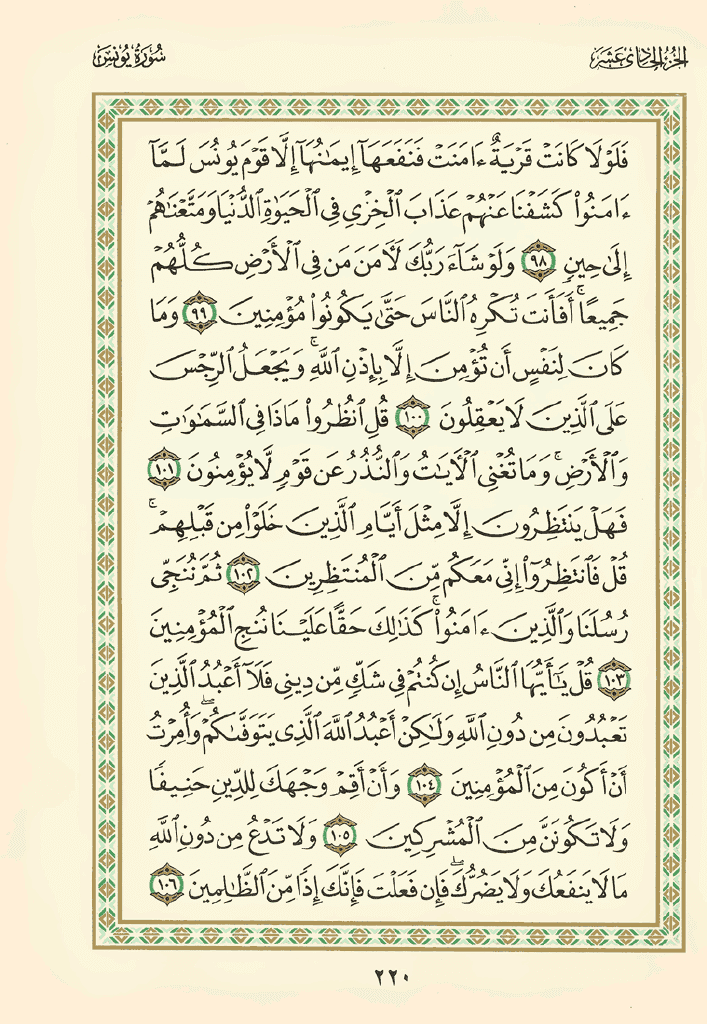 الجزء الحادي عشر
سورة يونس
فَلَوْلَا كَانَتْ قَرْيَةٌ ءَامَنَتْ فَنَفَعَهَآ إِيمَـٰنُهَآ إِلَّا قَوْمَ يُونُسَ لَمَّآ
ءَامَنُوا۟ كَشَفْنَا عَنْهُمْ عَذَابَ ٱلْخِزْىِ فِى ٱلْحَيَوٰةِ ٱلدُّنْيَا وَمَتَّعْنَـٰهُمْ
إِلَىٰ حِينٍ ٩٨ وَلَوْ شَآءَ رَبُّكَ لَـَٔامَنَ مَن فِى ٱلْأَرْضِ كُلُّهُمْ
جَمِيعًا ۚ أَفَأَنتَ تُكْرِهُ ٱلنَّاسَ حَتَّىٰ يَكُونُوا۟ مُؤْمِنِينَ ٩٩ وَمَا
كَانَ لِنَفْسٍ أَن تُؤْمِنَ إِلَّا بِإِذْنِ ٱللَّهِ ۚ وَيَجْعَلُ ٱلرِّجْسَ
عَلَى ٱلَّذِينَ لَا يَعْقِلُونَ ١٠٠ قُلِ ٱنظُرُوا۟ مَاذَا فِى ٱلسَّمَـٰوَٰتِ
وَٱلْأَرْضِ ۚ وَمَا تُغْنِى ٱلْـَٔايَـٰتُ وَٱلنُّذُرُ عَن قَوْمٍ لَّا يُؤْمِنُونَ ١٠١
فَهَلْ يَنتَظِرُونَ إِلَّا مِثْلَ أَيَّامِ ٱلَّذِينَ خَلَوْا۟ مِن قَبْلِهِمْ ۚ
قُلْ فَٱنتَظِرُوٓا۟ إِنِّى مَعَكُم مِّنَ ٱلْمُنتَظِرِينَ ١٠٢ ثُمَّ نُنَجِّى
رُسُلَنَا وَٱلَّذِينَ ءَامَنُوا۟ ۚ كَذَٰلِكَ حَقًّا عَلَيْنَا نُنجِ ٱلْمُؤْمِنِينَ
١٠٣ قُلْ يَـٰٓأَيُّهَا ٱلنَّاسُ إِن كُنتُمْ فِى شَكٍّ مِّن دِينِى فَلَآ أَعْبُدُ ٱلَّذِينَ
تَعْبُدُونَ مِن دُونِ ٱللَّهِ وَلَـٰكِنْ أَعْبُدُ ٱللَّهَ ٱلَّذِى يَتَوَفَّىٰكُمْ ۖ وَأُمِرْتُ
أَنْ أَكُونَ مِنَ ٱلْمُؤْمِنِينَ ١٠٤ وَأَنْ أَقِمْ وَجْهَكَ لِلدِّينِ حَنِيفًا
وَلَا تَكُونَنَّ مِنَ ٱلْمُشْرِكِينَ ١٠٥ وَلَا تَدْعُ مِن دُونِ ٱللَّهِ
مَا لَا يَنفَعُكَ وَلَا يَضُرُّكَ ۖ فَإِن فَعَلْتَ فَإِنَّكَ إِذًا مِّنَ ٱلظَّـٰلِمِينَ ١٠٦
٢٢٠